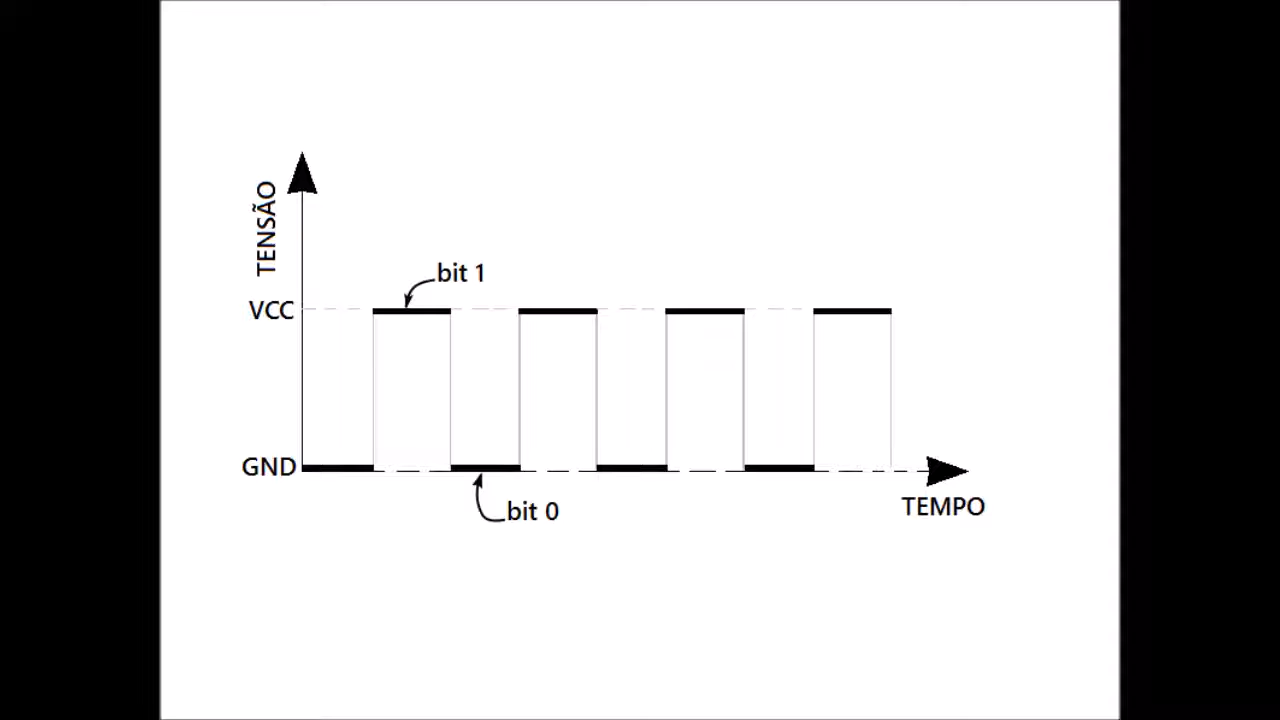 TENSÃO
bit 1
VCC
GND
bit 0
TEMPO